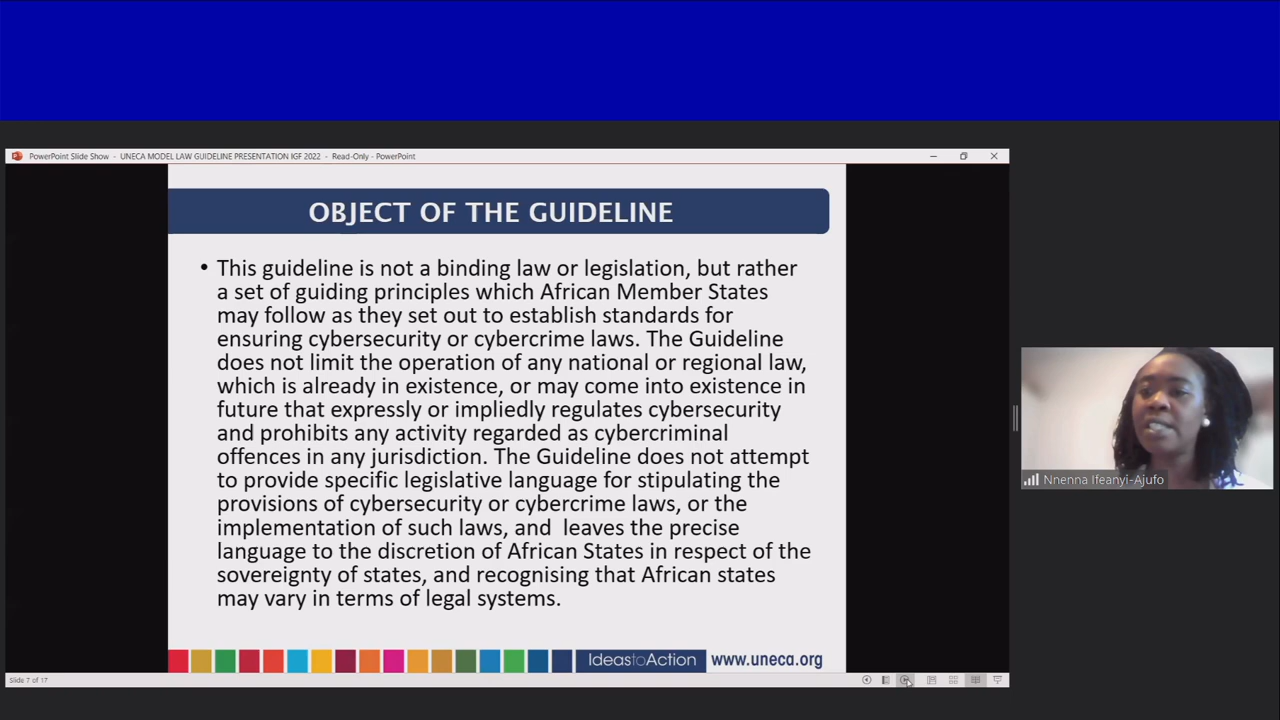 PowerPoint Slide Show - UNECA MODEL LAW GUIDELINE PRESENTATION IGF 2022 - Read-Only - PowerPoint
OBJECT OF THE GUIDELINE
• This guideline is not a binding law or legislation, but rather
a set of guiding principles which African Member States
may follow as they set out to establish standards for
ensuring cybersecurity or cybercrime laws. The Guideline
does not limit the operation of any national or regional law,
which is already in existence, or may come into existence in
future that expressly or impliedly regulates cybersecurity
and prohibits any activity regarded as cybercriminal
offences in any jurisdiction. The Guideline does not attempt
to provide specific legislative language for stipulating the
provisions of cybersecurity or cybercrime laws, or the
implementation of such laws, and leaves the precise
language to the discretion of African States in respect of the
sovereignty of states, and recognising that African states
may vary in terms of legal systems.
IdeastoAction www.uneca.org
Slide 7 of 17
Nnenna Ifeanyi-Ajufo